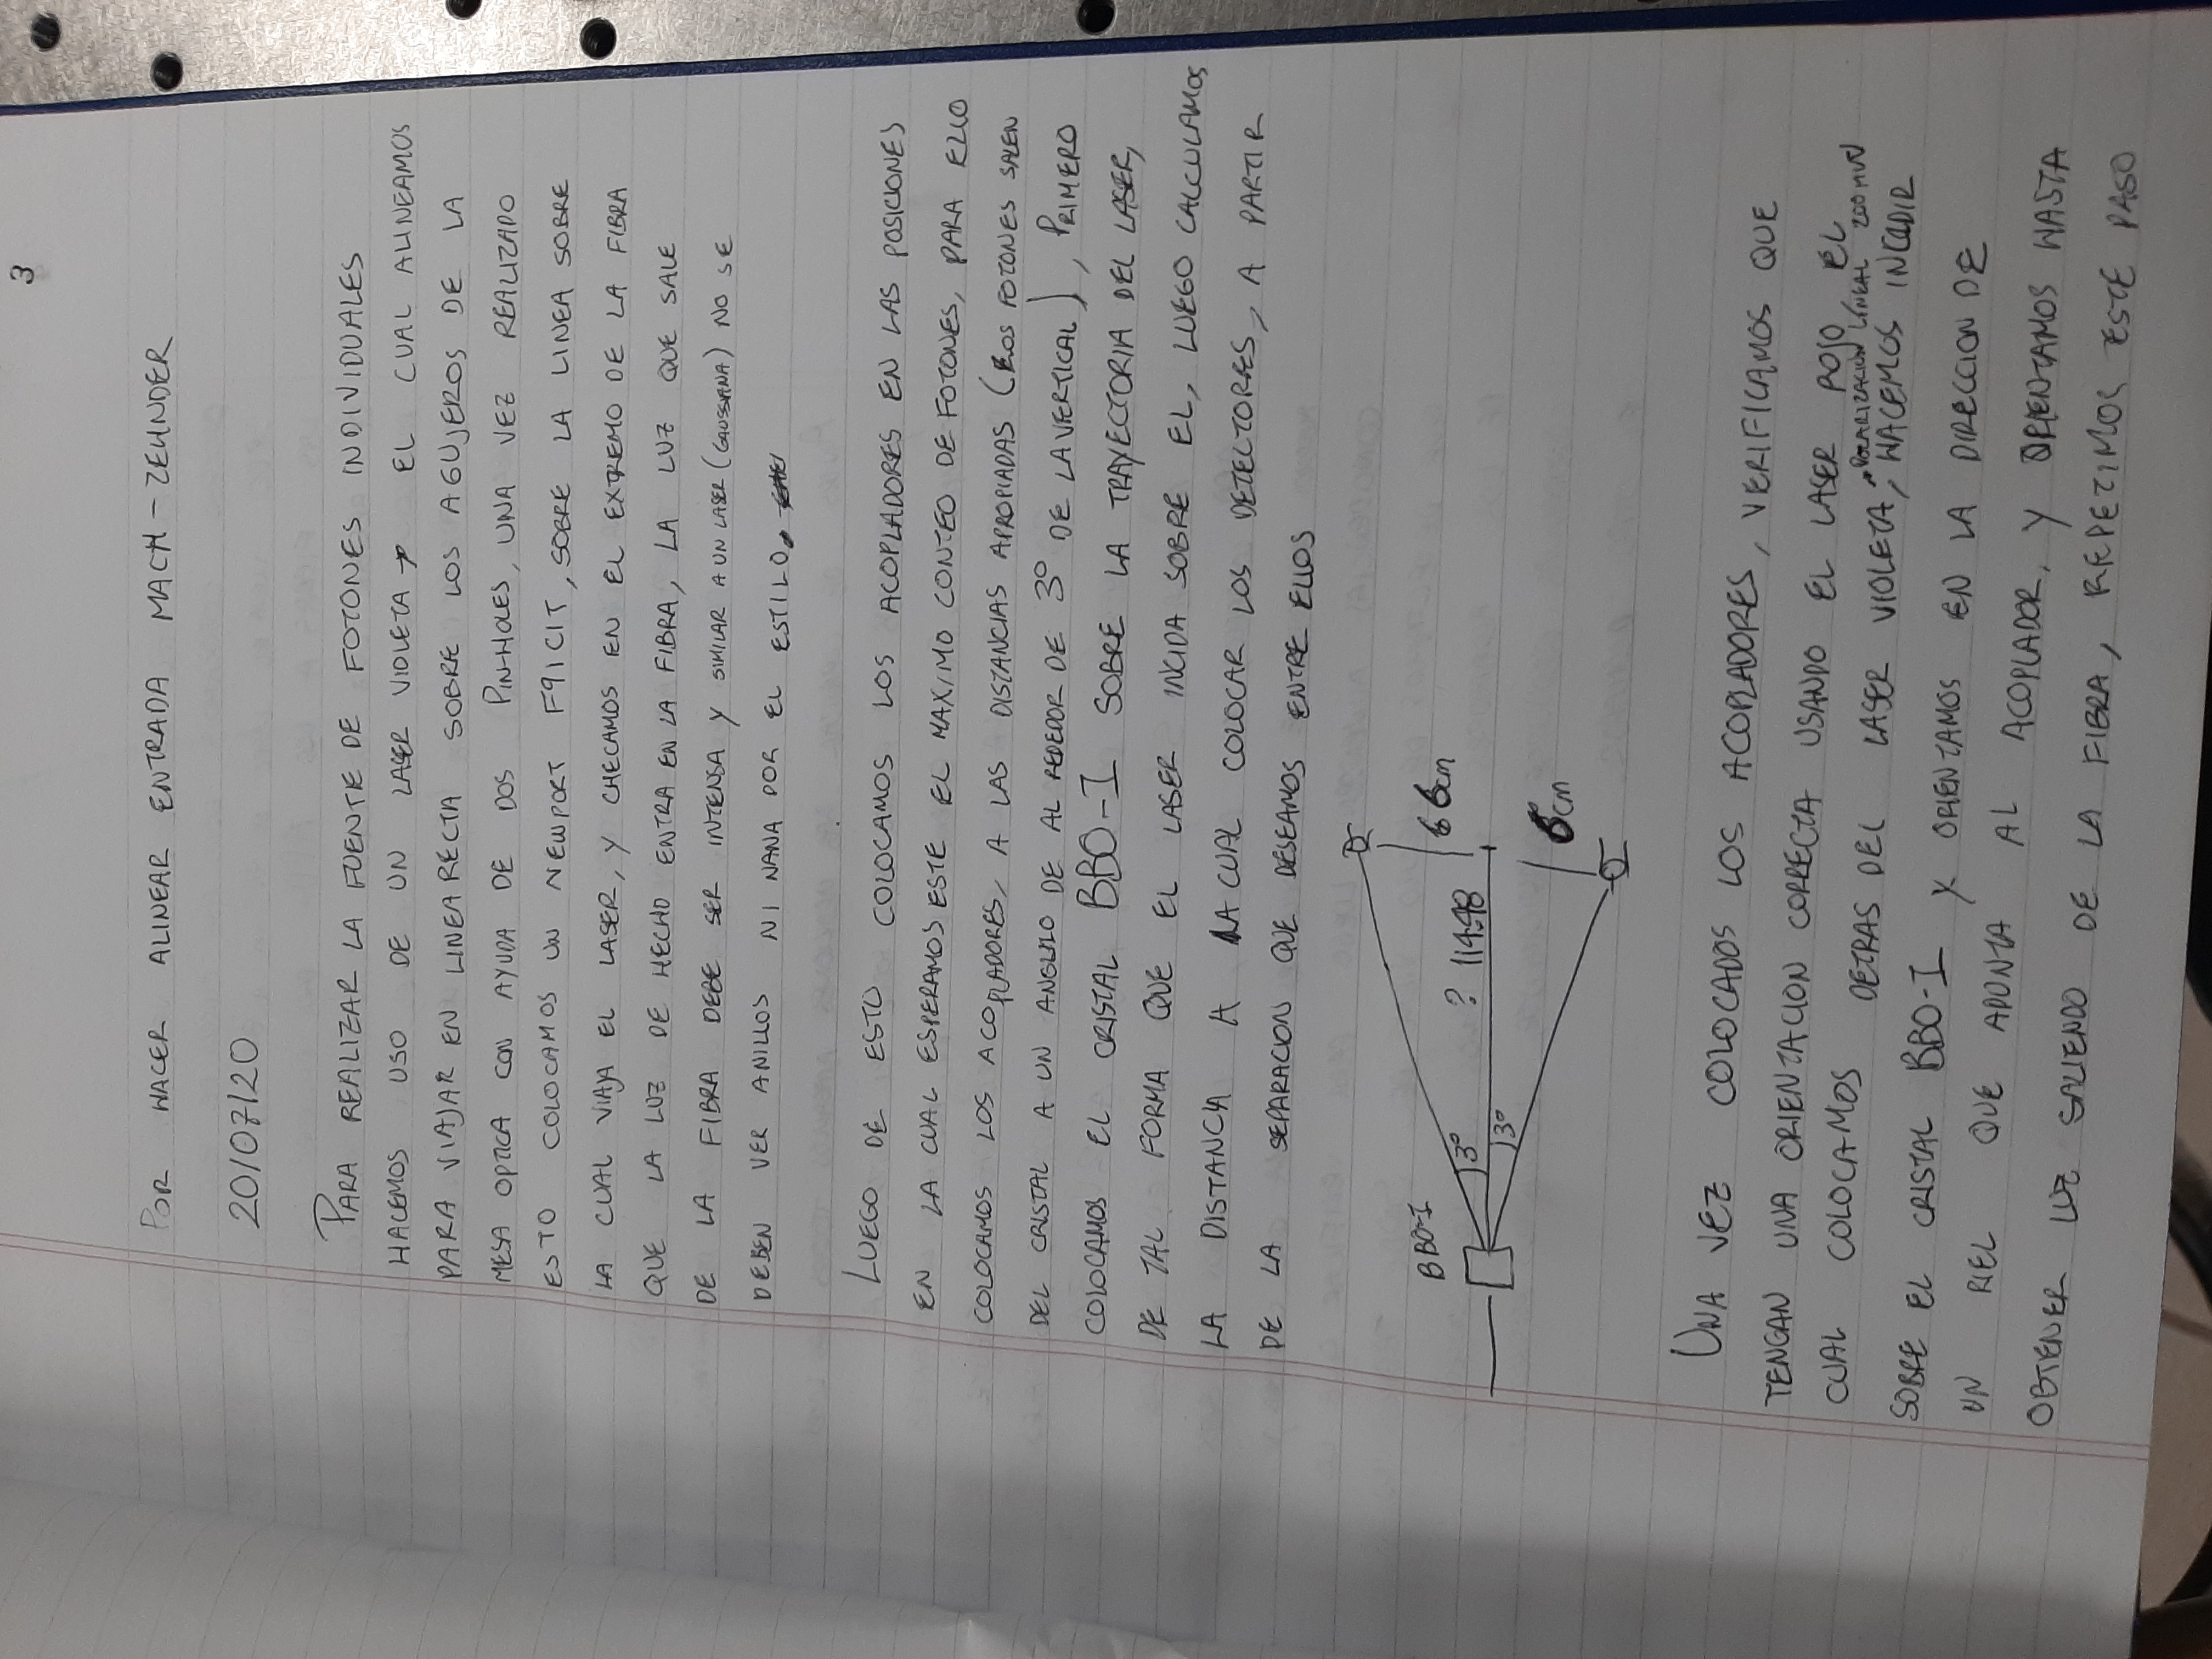 3
POR HACER ALINEAR ENTRADA MACH-ZEHNDER
20/07/20
PARA REALIZAR LA FUENTE DE FOTONES INDIVIDUALES
HACEMOS USO DE UN LASER VIOLETA → EL CUAL ALINEAMOS
PARA VIAJAR EN LINEA RECTA SOBRE LOS AGUJEROS DE LA
MESA OPTICA CON AYUDA DE DOS PIN-HOLES, UNA VEZ REALIZADO
ESTO COLOCAMOS UN NEWPORT F91C1T, SOBRE LA LINEA SOBRE
LA CUAL VIAJA EL LASER, Y CHECAMOS EN EL EXTREMO DE LA FIBRA
QUE LA LUZ DE HECHO ENTRA EN LA FIBRA, LA LUZ QUE SALE
DE LA FIBRA DEBE SER INTENSA Y SIMILAR A UN LASER (GAUSSIANA) NO SE
DEBEN VER ANILLOS NI NANA POR EL ESTILO.
LUEGO DE ESTO COLOCAMOS LOS ACOPLADORES EN LAS POSICIONES
EN LA CUAL ESPERAMOS ESTE EL MAXIMO CONTEO DE FOTONES, PARA ELLO
COLOCAMOS LOS ACOPLADORES, A LAS DISTANCIAS APROPIADAS (LOS FOTONES SALEN
DEL CRISTAL A UN ANGULO DE AL REDEDOR DE 3° DE LA VERTICAL), PRIMERO
COLOCAMOS EL CRISTAL BBO-I SOBRE LA TRAYECTORIA DEL LASER,
DE TAL FORMA QUE EL LASER INCIDA SOBRE EL, LUEGO CALCULAMOS
LA DISTANCIA A LA CUAL COLOCAR LOS DETECTORES, A PARTIR
DE LA SEPARACION QUE DESEAMOS ENTRE ELLOS
BBO-I
3°
? 114.48
6cm
3°
6cm
UNA VEZ COLOCADOS LOS ACOPLADORES, VERIFICAMOS QUE
TENGAN UNA ORIENTACION CORRECTA USANDO EL LASER ROJO, EL
CUAL COLOCAMOS DETRAS DEL LASER VIOLETA, POLARIZACION LINEAL 200 MW HACEMOS INCIDIR
SOBRE EL CRISTAL BBO-I Y ORIENTAMOS EN LA DIRECCION DE
UN RIEL QUE APUNTA AL ACOPLADOR, Y ORIENTAMOS HASTA
OBTENER LUZ SALIENDO DE LA FIBRA, REPETIMOS ESTE PASO